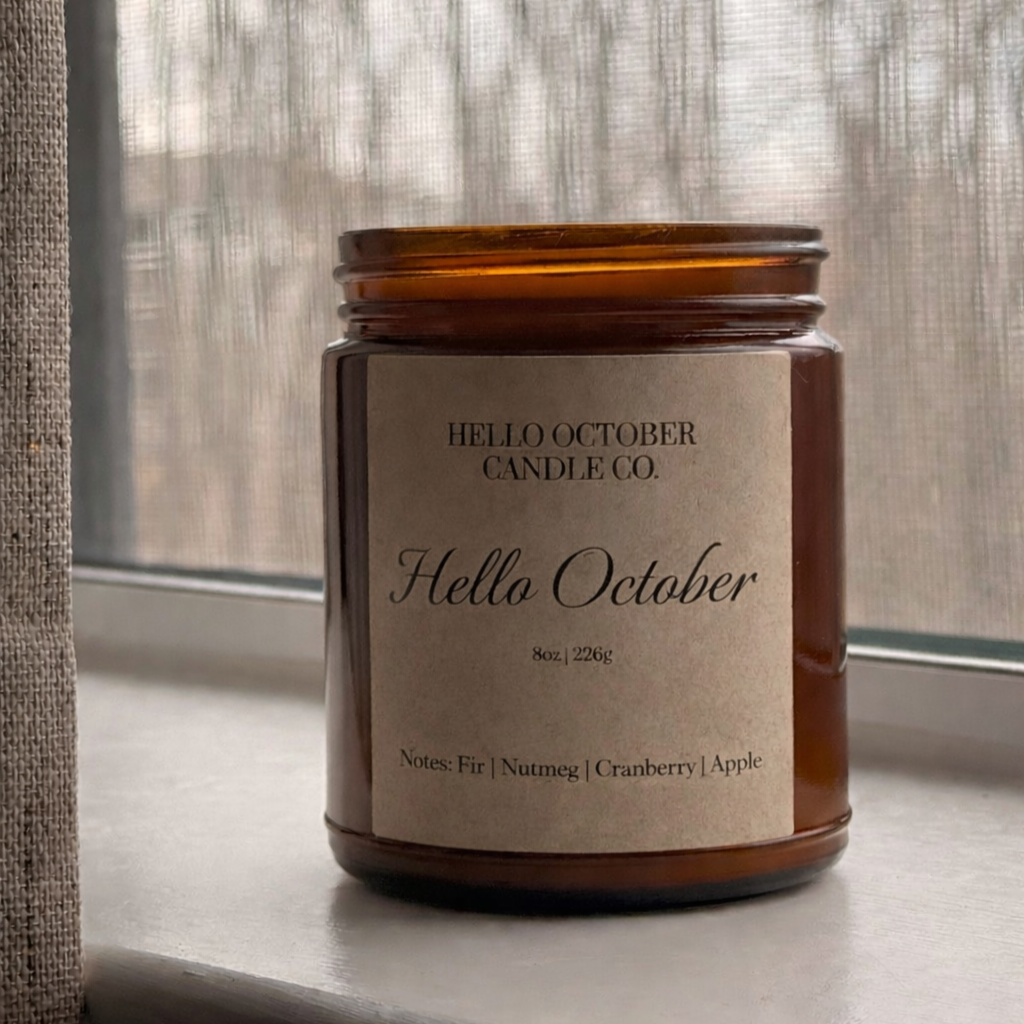 HELLO OCTOBER
CANDLE CO.
Hello October
8oz | 226g
Notes: Fir | Nutmeg | Cranberry | Apple